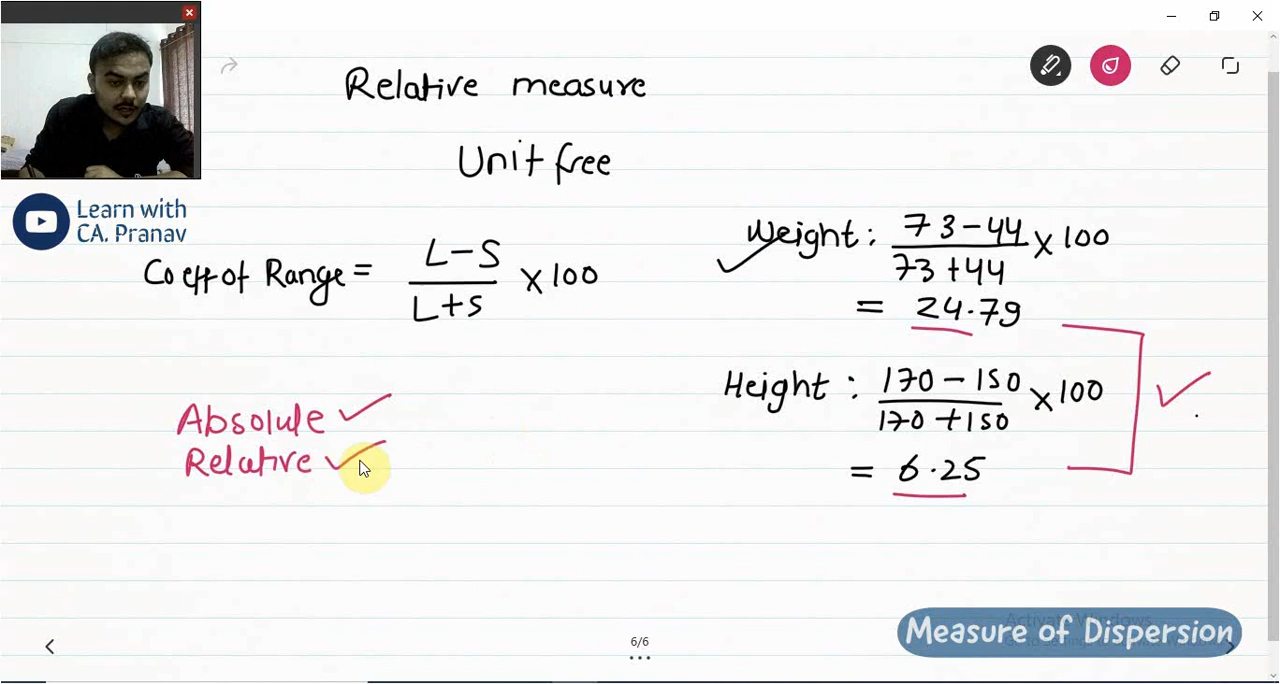 Relative measure
Unit free
Learn with
CA. Pranav
Coeff of Range = L-S / L+S × 100
Weight: 73-44 / 73+44 × 100
= 24.79
Height: 170-150 / 170+150 × 100
= 6.25
Absolute ✓
Relative ✓
Measure of Dispersion
6/6